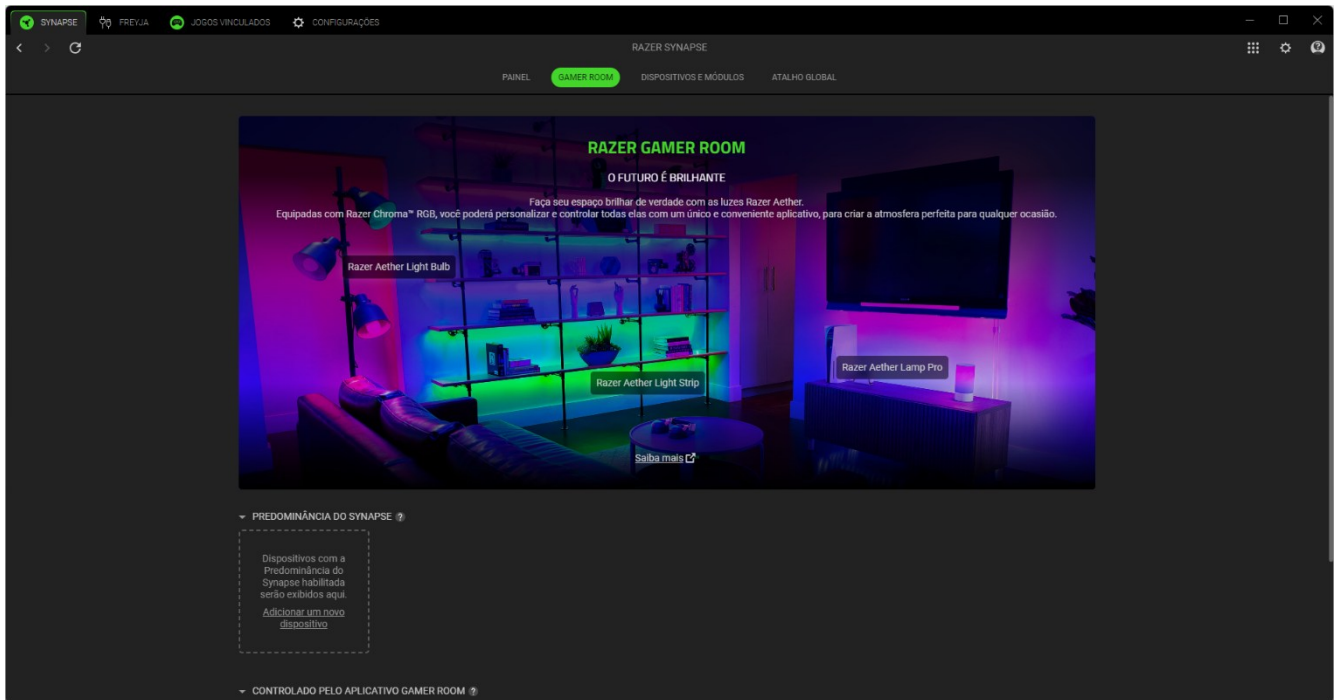 SYNAPSE
FREYJA
JOGOS VINCULADOS
CONFIGURAÇÕES
RAZER SYNAPSE
PAINEL
GAMER ROOM
DISPOSITIVOS E MÓDULOS
ATALHO GLOBAL
RAZER GAMER ROOM
O FUTURO É BRILHANTE
Faça seu espaço brilhar de verdade com as luzes Razer Aether.
Equipadas com Razer Chroma™ RGB, você poderá personalizar e controlar todas elas com um único e conveniente aplicativo, para criar a atmosfera perfeita para qualquer ocasião.
Razer Aether Light Bulb
Razer Aether Lamp Pro
Razer Aether Light Strip
Saiba mais
PREDOMINÂNCIA DO SYNAPSE ?
Dispositivos com a
Predominância do
Synapse habilitada
serão exibidos aqui.
Adicionar um novo
dispositivo
CONTROLADO PELO APLICATIVO GAMER ROOM ?